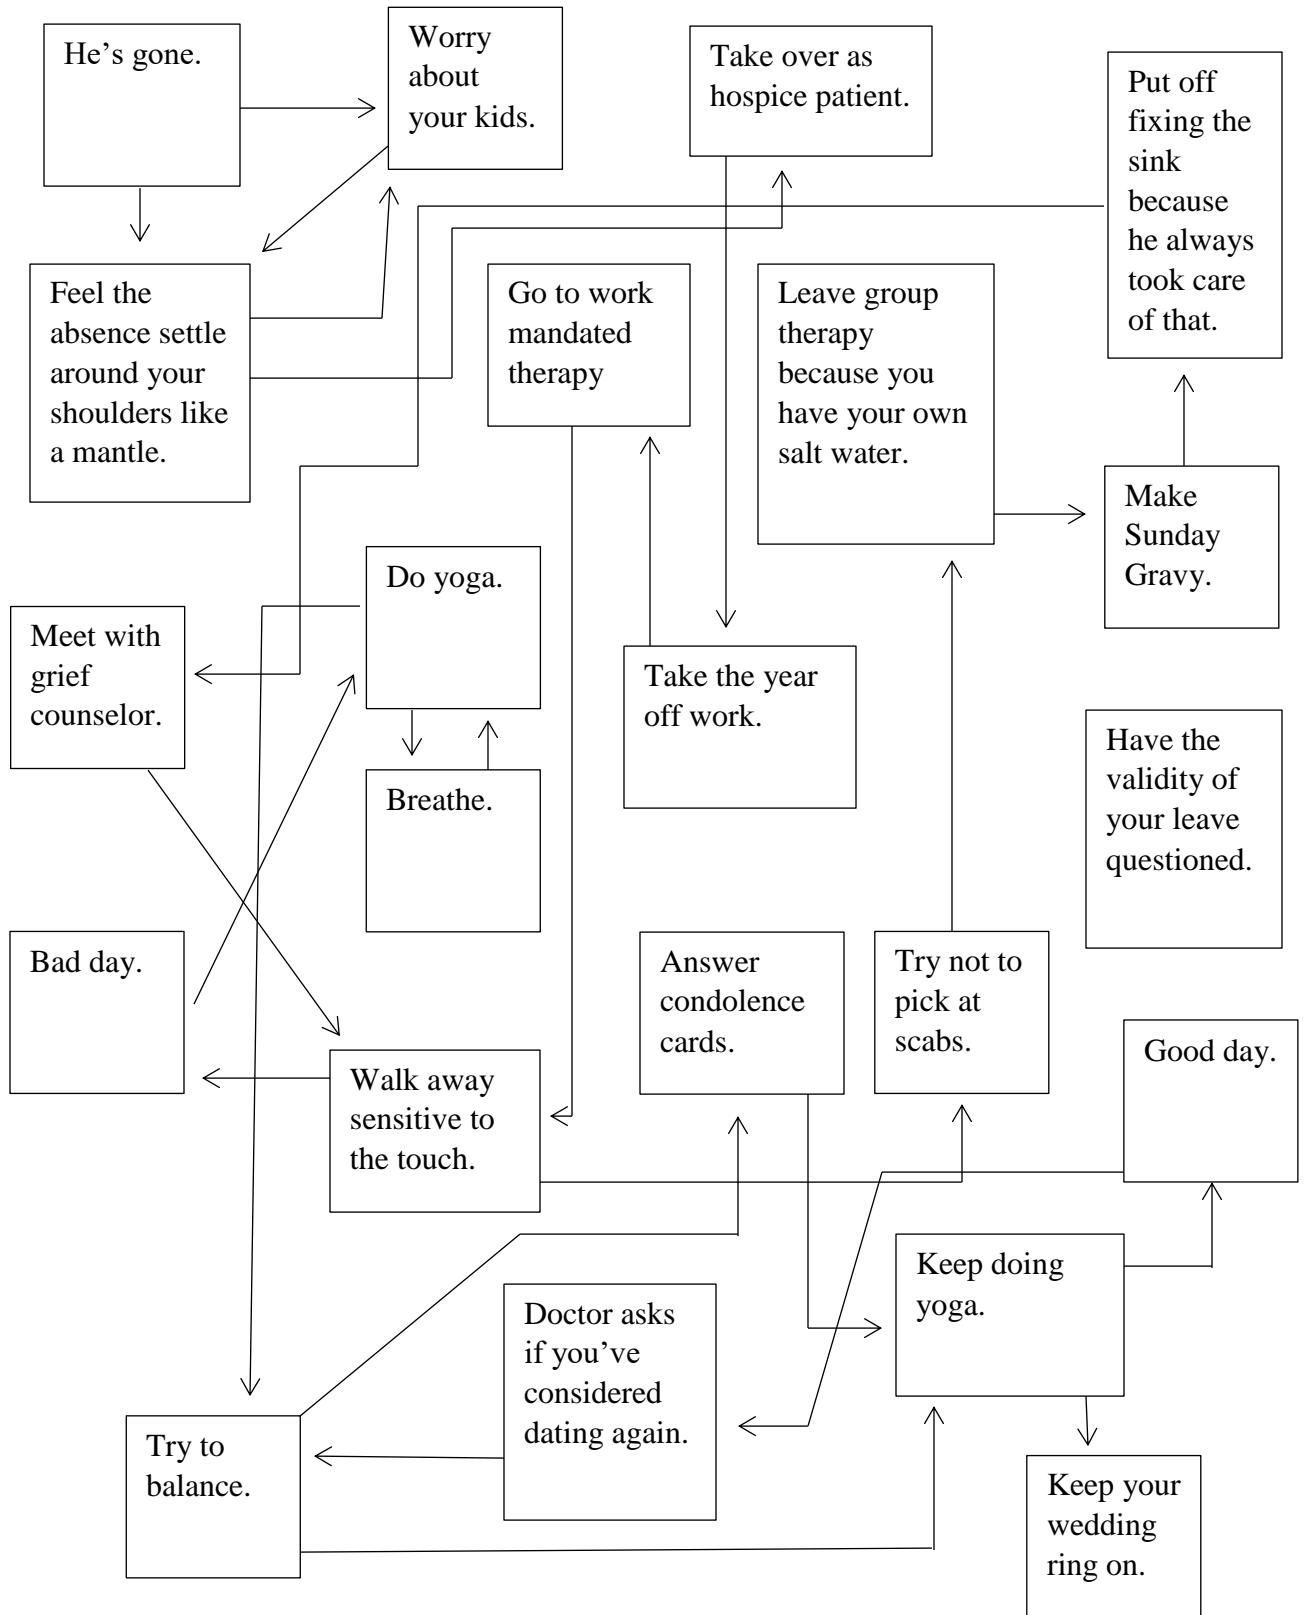 He’s gone.
Worry
about
your kids.
Take over as
hospice patient.
Put off
fixing the
sink
because
he always
took care
of that.
Feel the
absence settle
around your
shoulders like
a mantle.
Go to work
mandated
therapy
Leave group
therapy
because you
have your own
salt water.
Make
Sunday
Gravy.
Do yoga.
Meet with
grief
counselor.
Take the year
off work.
Have the
validity of
your leave
questioned.
Breathe.
Bad day.
Answer
condolence
cards.
Try not to
pick at
scabs.
Good day.
Walk away
sensitive to
the touch.
Keep doing
yoga.
Doctor asks
if you’ve
considered
dating again.
Try to
balance.
Keep your
wedding
ring on.